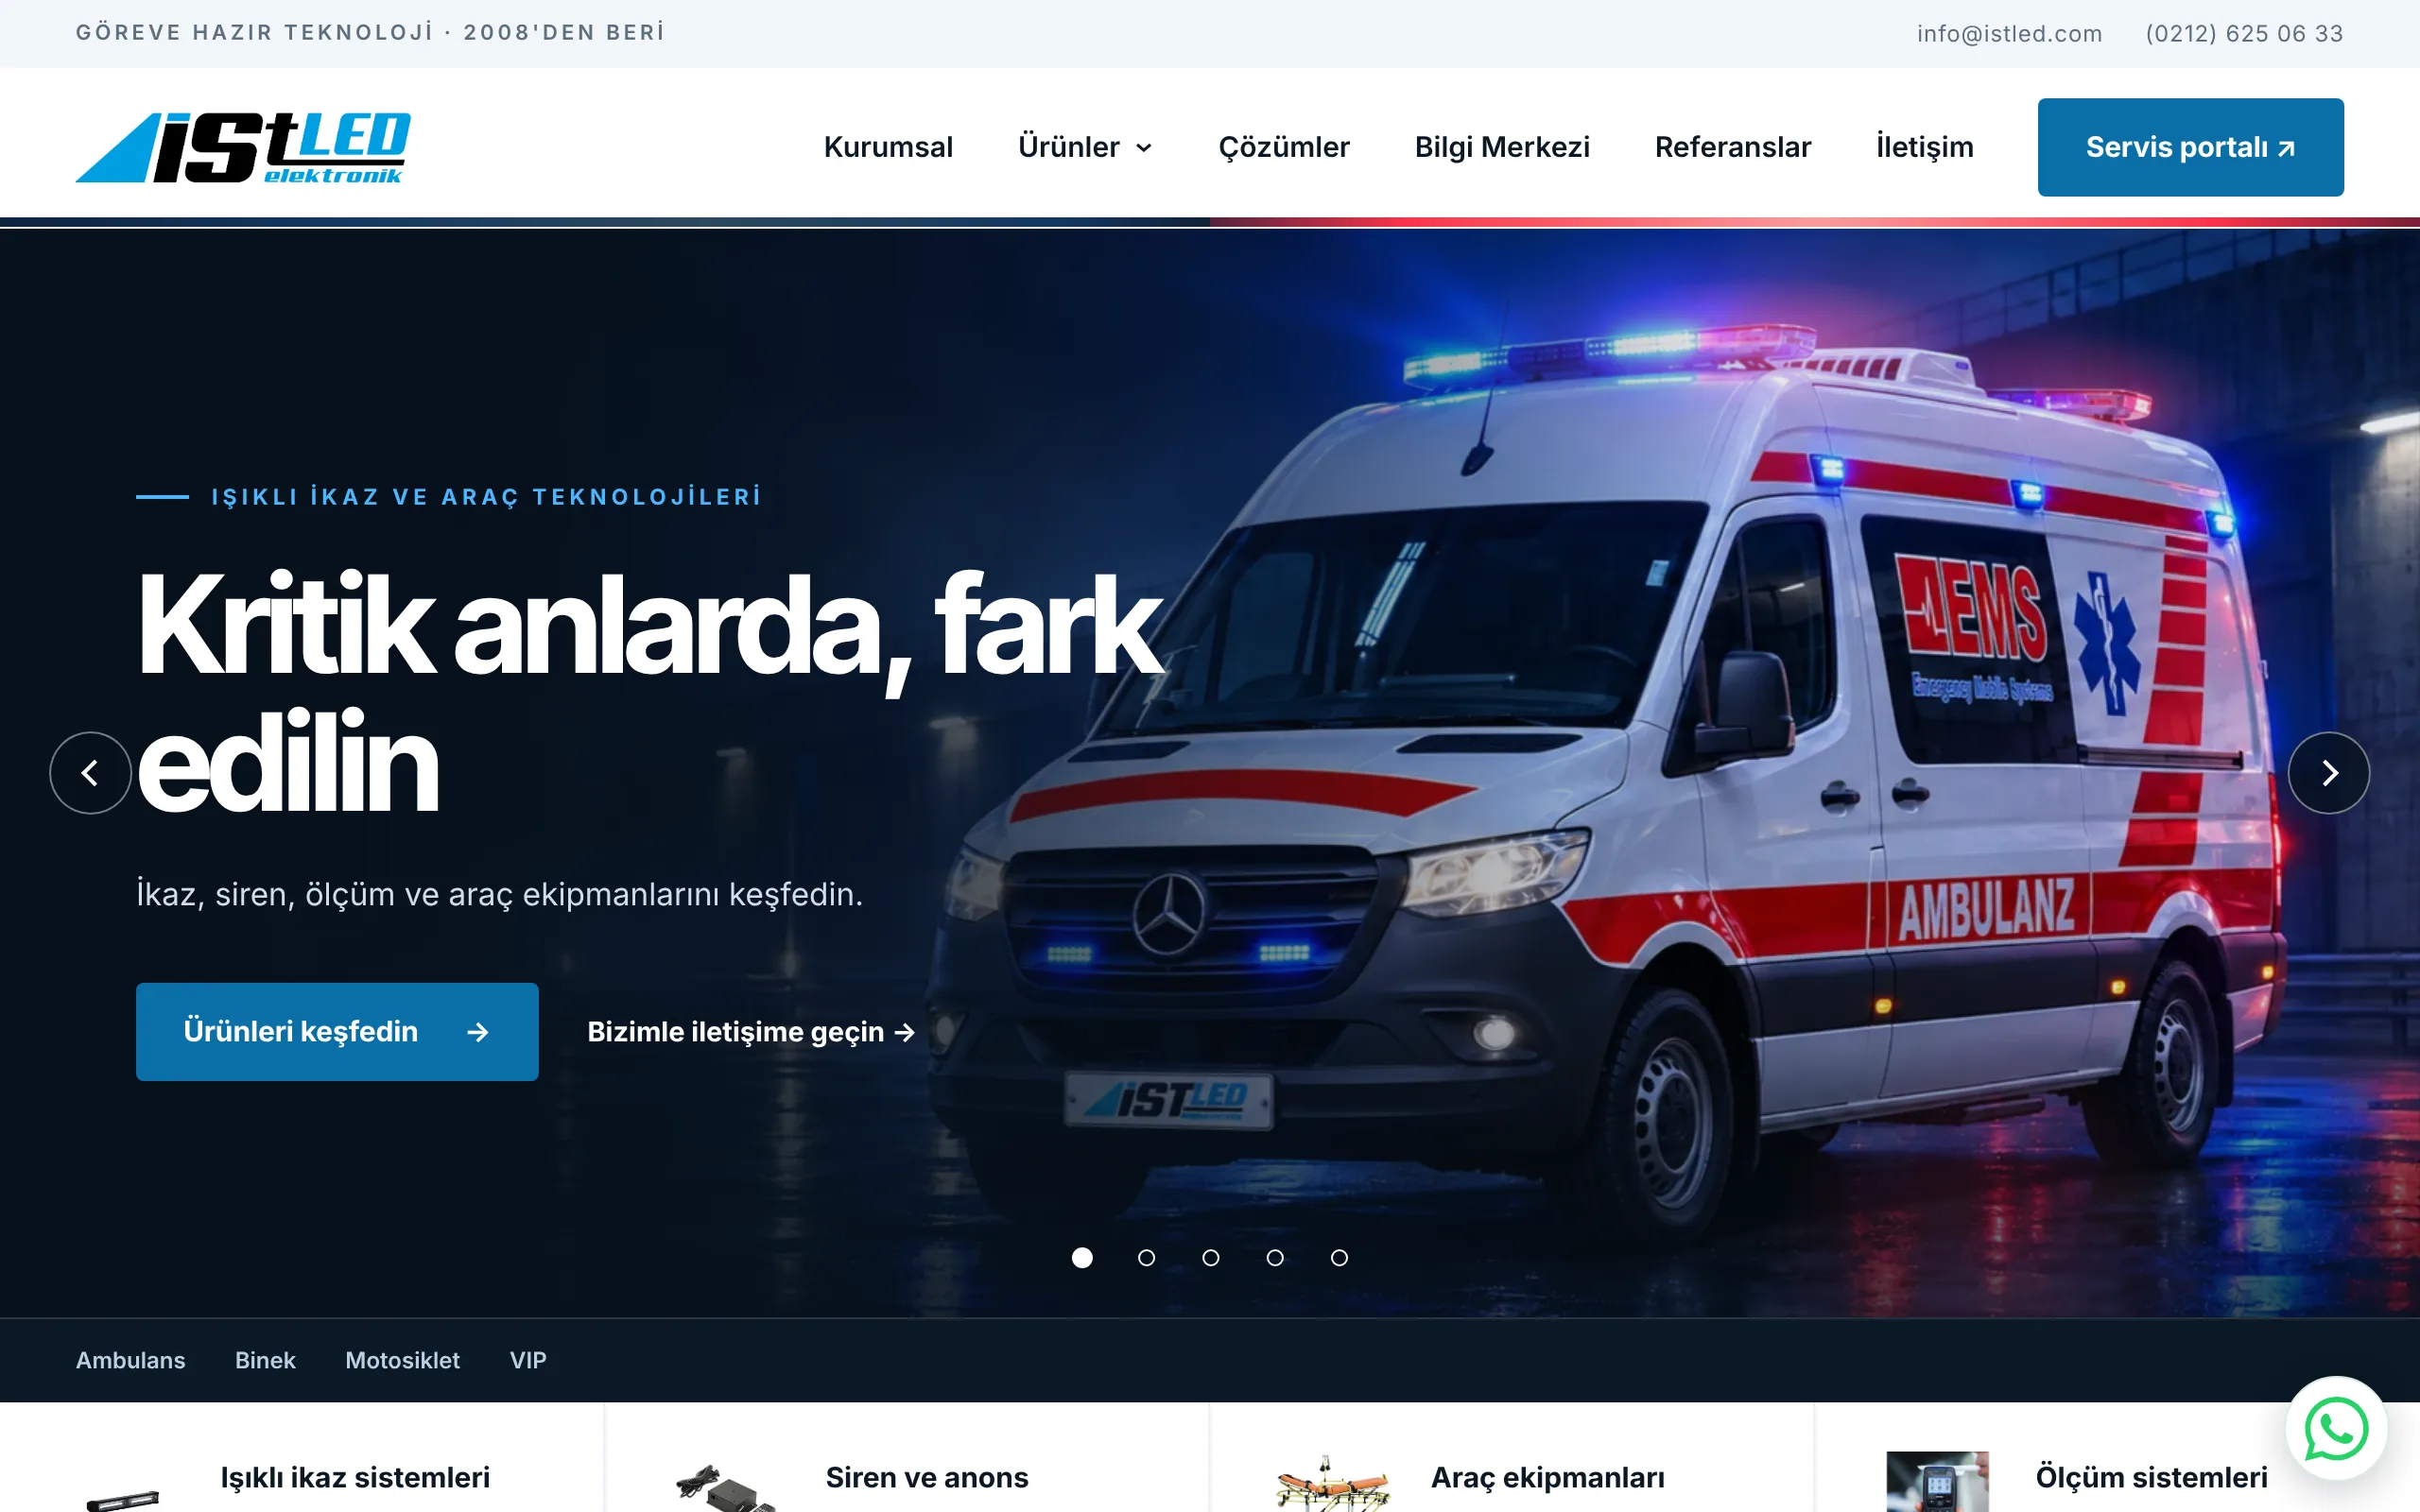 GÖREVE HAZIR TEKNOLOJİ · 2008'DEN BERİ
info@istled.com
(0212) 625 06 33
iStLED
elektronik
Kurumsal
Ürünler
Çözümler
Bilgi Merkezi
Referanslar
İletişim
Servis portalı ↗
IŞIKLI İKAZ VE ARAÇ TEKNOLOJİLERİ
Kritik anlarda, fark
edilin
İkaz, siren, ölçüm ve araç ekipmanlarını keşfedin.
Ürünleri keşfedin →
Bizimle iletişime geçin →
EMS
Emergency Mobile Systems
AMBULANZ
iSTLED
Ambulans
Binek
Motosiklet
VIP
Işıklı ikaz sistemleri
Siren ve anons
Araç ekipmanları
Ölçüm sistemleri